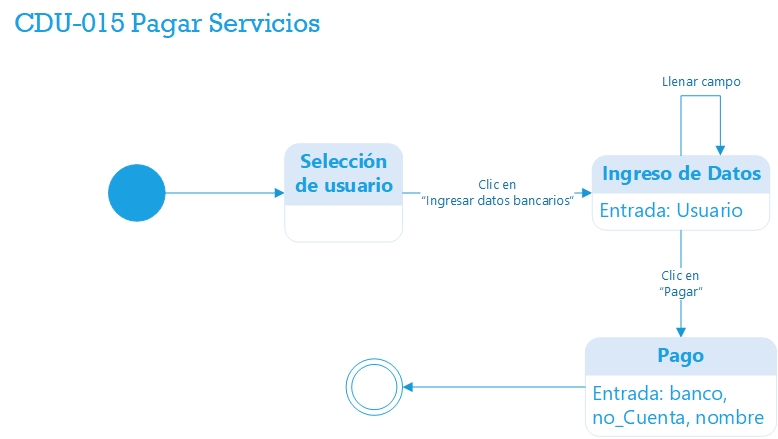 CDU-015 Pagar Servicios
Llenar campo
Selección
de usuario
Clic en
“Ingresar datos bancarios”
Ingreso de Datos
Entrada: Usuario
Clic en
“Pagar”
Pago
Entrada: banco,
no_Cuenta, nombre